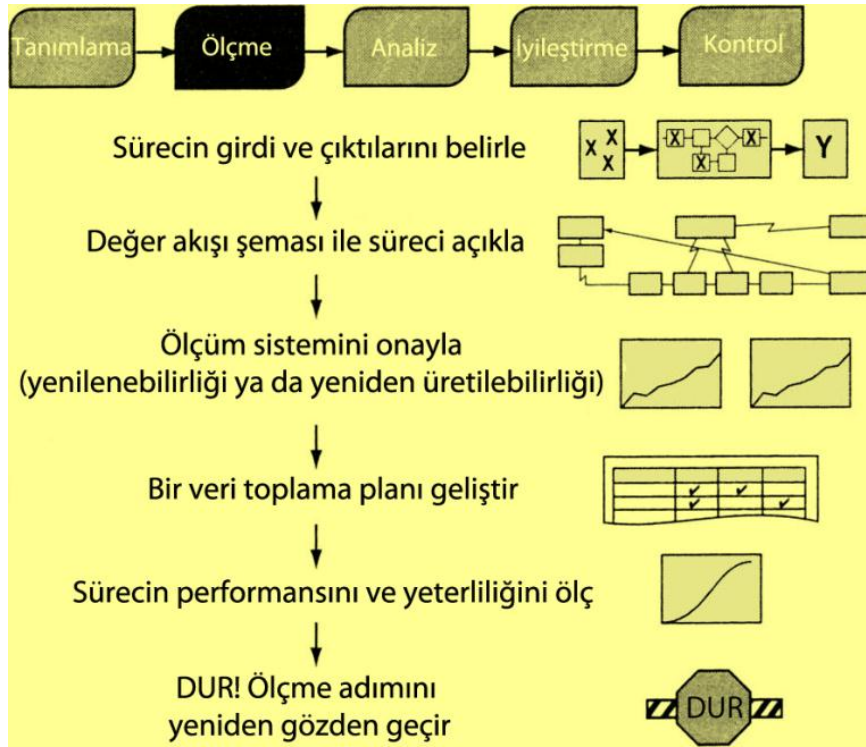 Tanımlama
Ölçme
Analiz
İyileştirme
Kontrol
Sürecin girdi ve çıktılarını belirle
X X X
X X X
Y
Değer akışı şeması ile süreci açıkla
Ölçüm sistemini onayla
(yenilenebilirliği ya da yeniden üretilebilirliği)
Bir veri toplama planı geliştir
Sürecin performansını ve yeterliliğini ölç
DUR! Ölçme adımını
yeniden gözden geçir
DUR